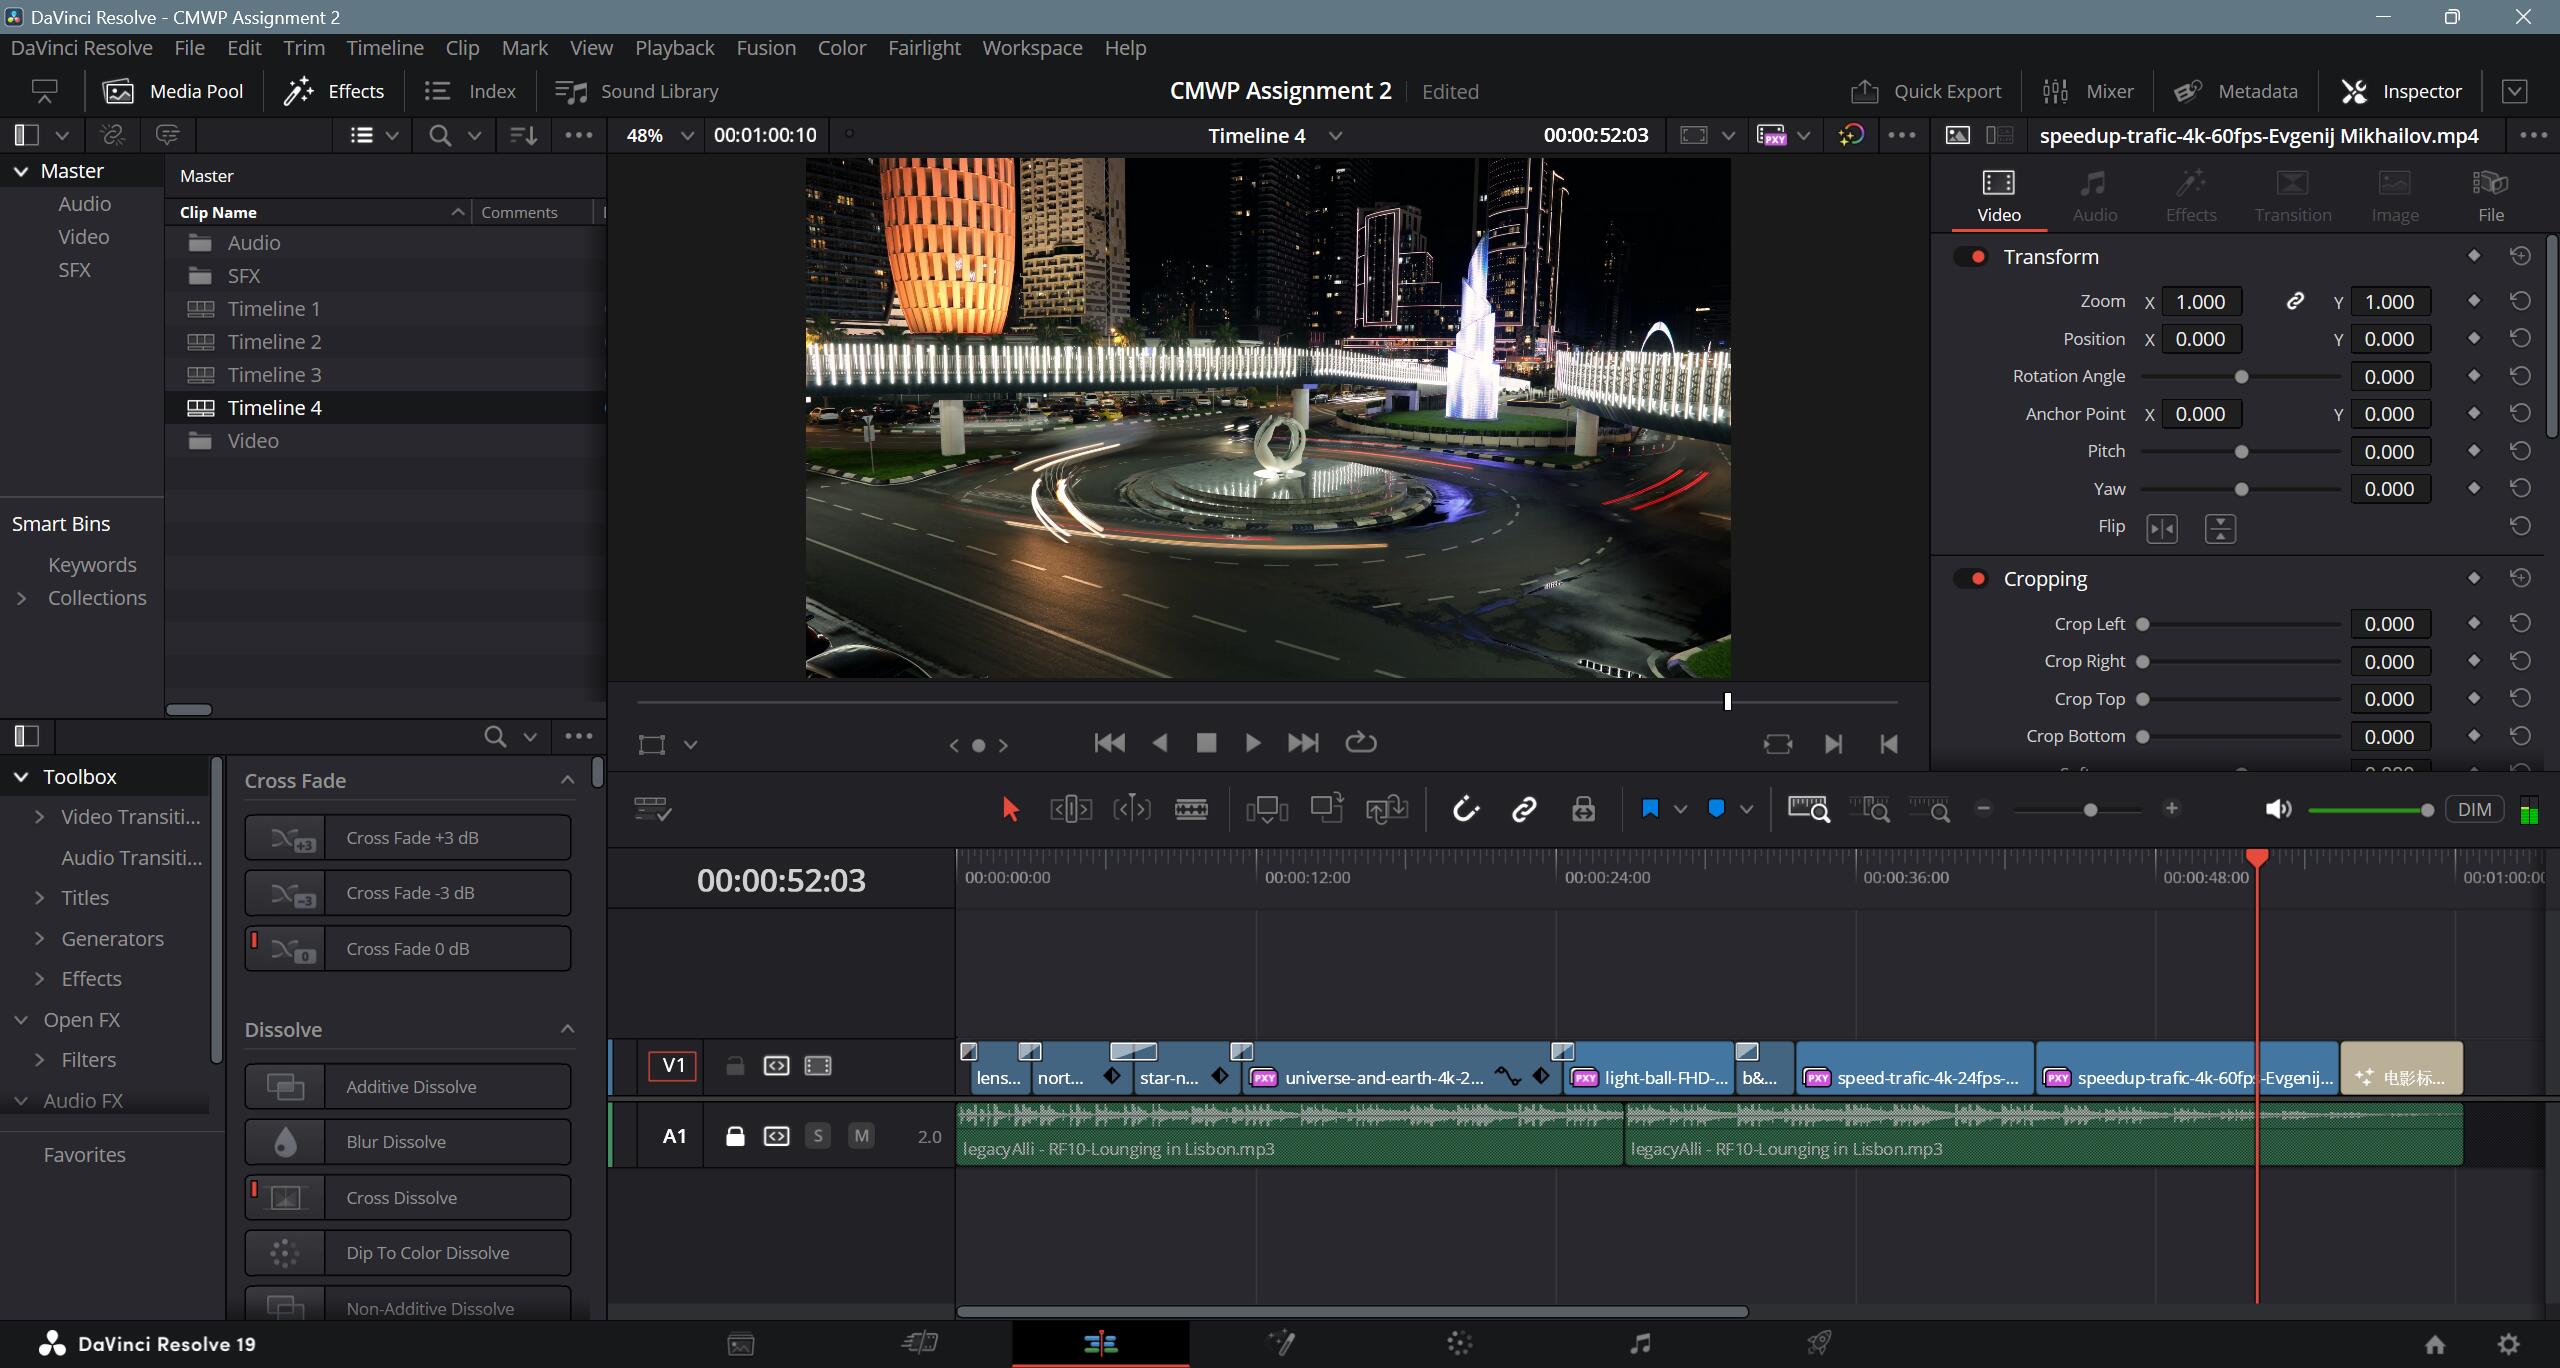 DaVinci Resolve - CMWP Assignment 2
DaVinci Resolve File Edit Trim Timeline Clip Mark View Playback Fusion Color Fairlight Workspace Help
Media Pool Effects Index Sound Library CMWP Assignment 2 Edited Quick Export Mixer Metadata Inspector
48% 00:01:00:10 Timeline 4 00:00:52:03 PXY speedup-trafic-4k-60fps-Evgenij Mikhailov.mp4
Master
Audio
Video
SFX
Master
Clip Name Comments
Audio
SFX
Timeline 1
Timeline 2
Timeline 3
Timeline 4
Video
Smart Bins
Keywords
Collections
Video Audio Effects Transition Image File
Transform
Zoom X 1.000 Y 1.000
Position X 0.000 Y 0.000
Rotation Angle 0.000
Anchor Point X 0.000 Y 0.000
Pitch 0.000
Yaw 0.000
Flip
Cropping
Crop Left 0.000
Crop Right 0.000
Crop Top 0.000
Crop Bottom 0.000
Toolbox
Video Transiti...
Audio Transiti...
Titles
Generators
Effects
Open FX
Filters
Audio FX
Favorites
Cross Fade
+3 Cross Fade +3 dB
-3 Cross Fade -3 dB
0 Cross Fade 0 dB
Dissolve
Additive Dissolve
Blur Dissolve
Cross Dissolve
Dip To Color Dissolve
Non-Additive Dissolve
DIM
00:00:52:03 00:00:00:00 00:00:12:00 00:00:24:00 00:00:36:00 00:00:48:00 00:01:00:00
V1 lens... nort... star-n... PXY universe-and-earth-4k-2... PXY light-ball-FHD-... b&... PXY speed-trafic-4k-24fps-... PXY speedup-trafic-4k-60fps-Evgenij... 电影标...
A1 S M 2.0 legacyAlli - RF10-Lounging in Lisbon.mp3 legacyAlli - RF10-Lounging in Lisbon.mp3
DaVinci Resolve 19